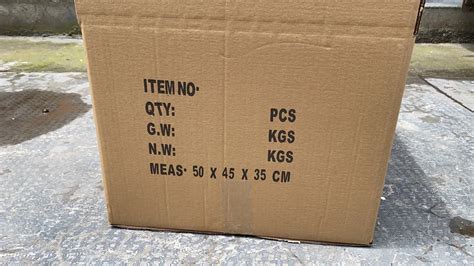 ITEM NO·
QTY: PCS
G.W: KGS
N.W: KGS
MEAS· 50 X 45 X 35 CM